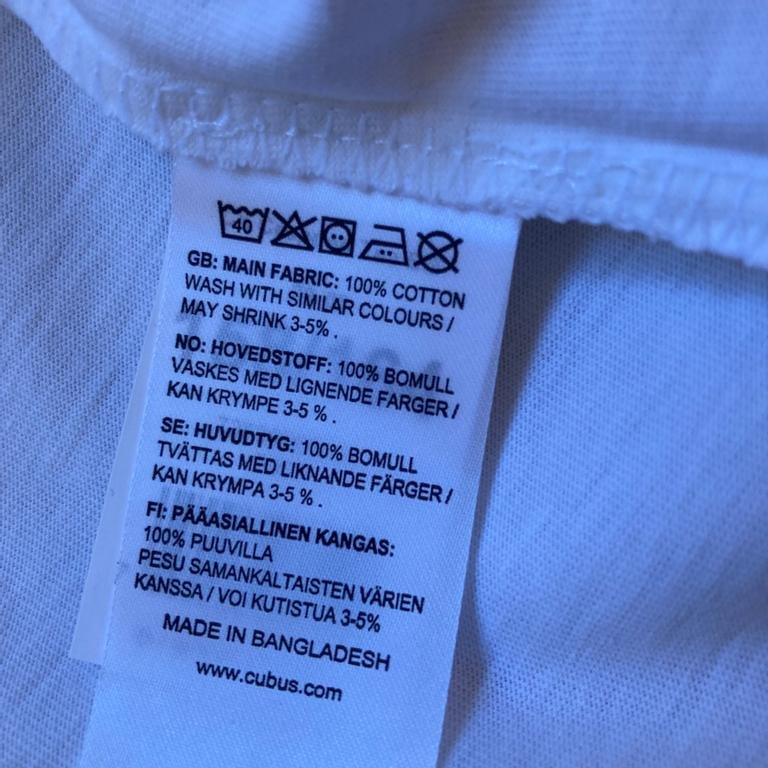 40
GB: MAIN FABRIC: 100% COTTON
WASH WITH SIMILAR COLOURS /
MAY SHRINK 3-5% .
NO: HOVEDSTOFF: 100% BOMULL
VASKES MED LIGNENDE FARGER /
KAN KRYMPE 3-5 % .
SE: HUVUDTYG: 100% BOMULL
TVÄTTAS MED LIKNANDE FÄRGER /
KAN KRYMPA 3-5 % .
FI: PÄÄASIALLINEN KANGAS:
100% PUUVILLA
PESU SAMANKALTAISTEN VÄRIEN
KANSSA / VOI KUTISTUA 3-5%
MADE IN BANGLADESH
www.cubus.com